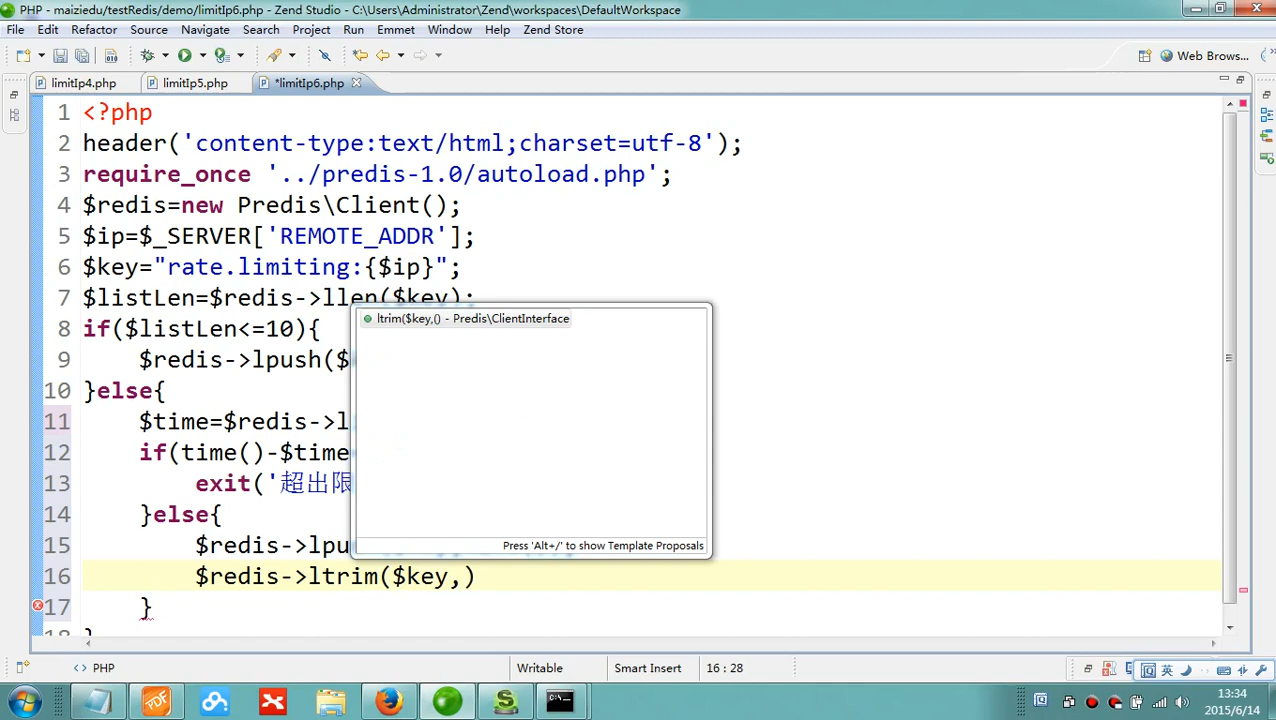 PHP - maiziedu/testRedis/demo/limitIp6.php - Zend Studio - C:\Users\Administrator\Zend\workspaces\DefaultWorkspace
File Edit Refactor Source Navigate Search Project Run Emmet Window Help Zend Store
Web Brows...
limitIp4.php limitIp5.php *limitIp6.php
1 <?php
2 header('content-type:text/html;charset=utf-8');
3 require_once '../predis-1.0/autoload.php';
4 $redis=new Predis\Client();
5 $ip=$_SERVER['REMOTE_ADDR'];
6 $key="rate.limiting:{$ip}";
7 $listLen=$redis->llen($key);
ltrim($key,() - Predis\ClientInterface
8 if($listLen<=10){
9 $redis->lpush($
10 }else{
11 $time=$redis->l
12 if(time()-$time
13 exit('超出限
14 }else{
15 $redis->lpu
Press 'Alt+/' to show Template Proposals
16 $redis->ltrim($key,)
17 }
18 }
PHP Writable Smart Insert 16 : 28
英
13:34
2015/6/14